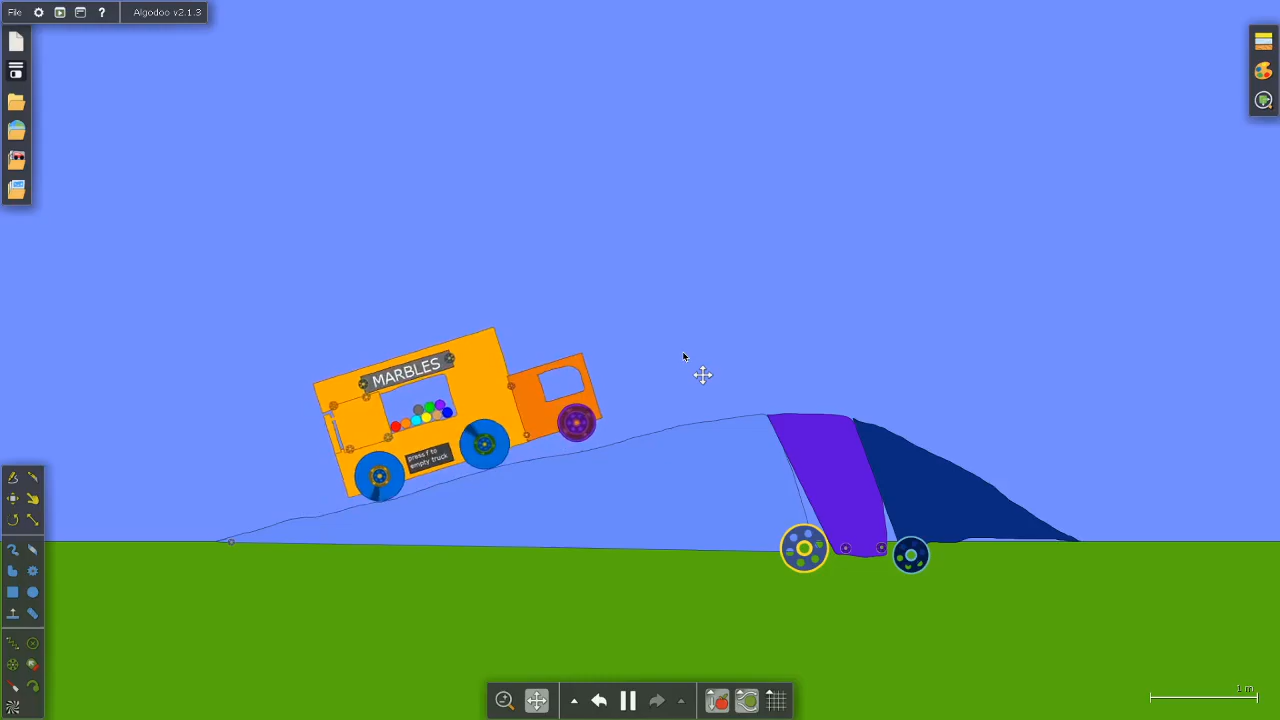 File
?
Algodoo v2.1.3
MARBLES
press f to
empty truck
1 m